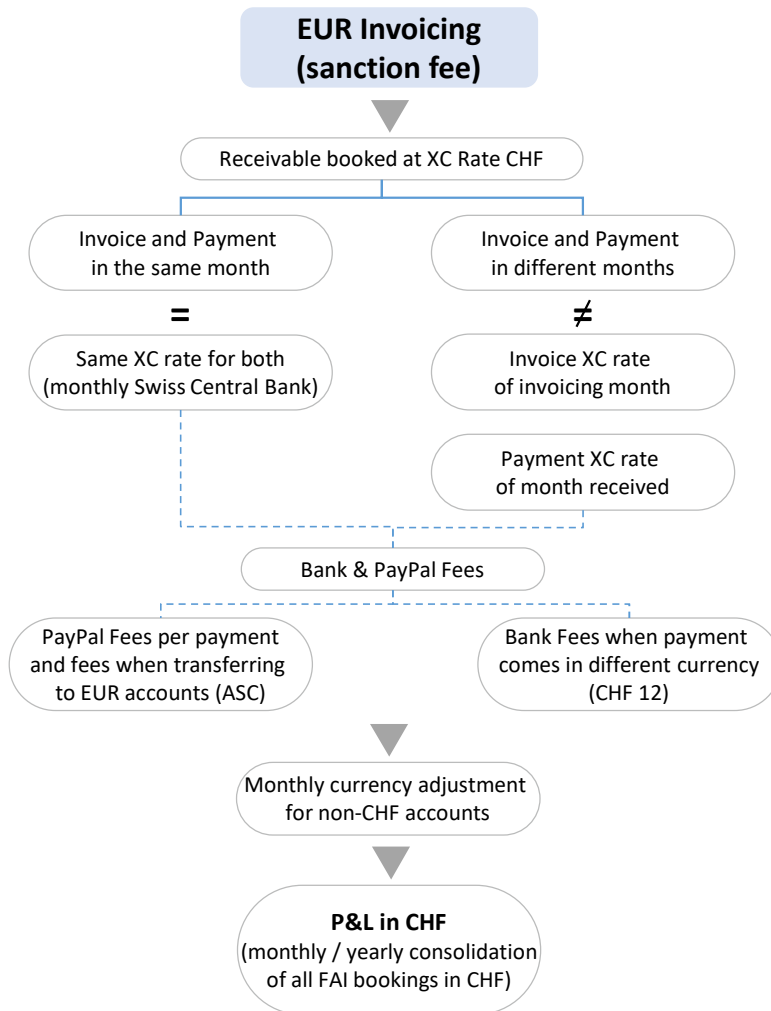 EUR Invoicing
(sanction fee)
Receivable booked at XC Rate CHF
Invoice and Payment
in the same month
Invoice and Payment
in different months
=
≠
Same XC rate for both
(monthly Swiss Central Bank)
Invoice XC rate
of invoicing month
Payment XC rate
of month received
Bank & PayPal Fees
PayPal Fees per payment
and fees when transferring
to EUR accounts (ASC)
Bank Fees when payment
comes in different currency
(CHF 12)
Monthly currency adjustment
for non-CHF accounts
P&L in CHF
(monthly / yearly consolidation
of all FAI bookings in CHF)